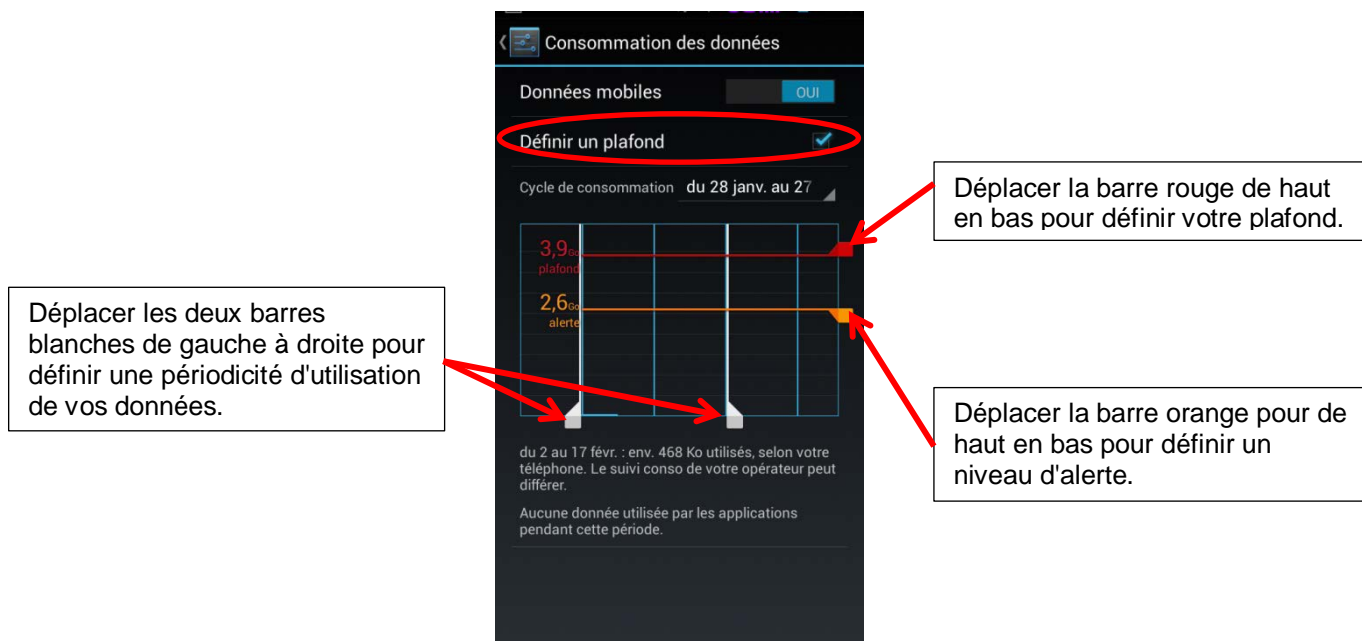 Consommation des données
Données mobiles
OUI
Définir un plafond
Cycle de consommation du 28 janv. au 27
3,9Go
plafond
2,6Go
alerte
du 2 au 17 févr. : env. 468 Ko utilisés, selon votre
téléphone. Le suivi conso de votre opérateur peut
différer.
Aucune donnée utilisée par les applications
pendant cette période.
Déplacer les deux barres
blanches de gauche à droite pour
définir une périodicité d'utilisation
de vos données.
Déplacer la barre rouge de haut
en bas pour définir votre plafond.
Déplacer la barre orange pour de
haut en bas pour définir un
niveau d'alerte.